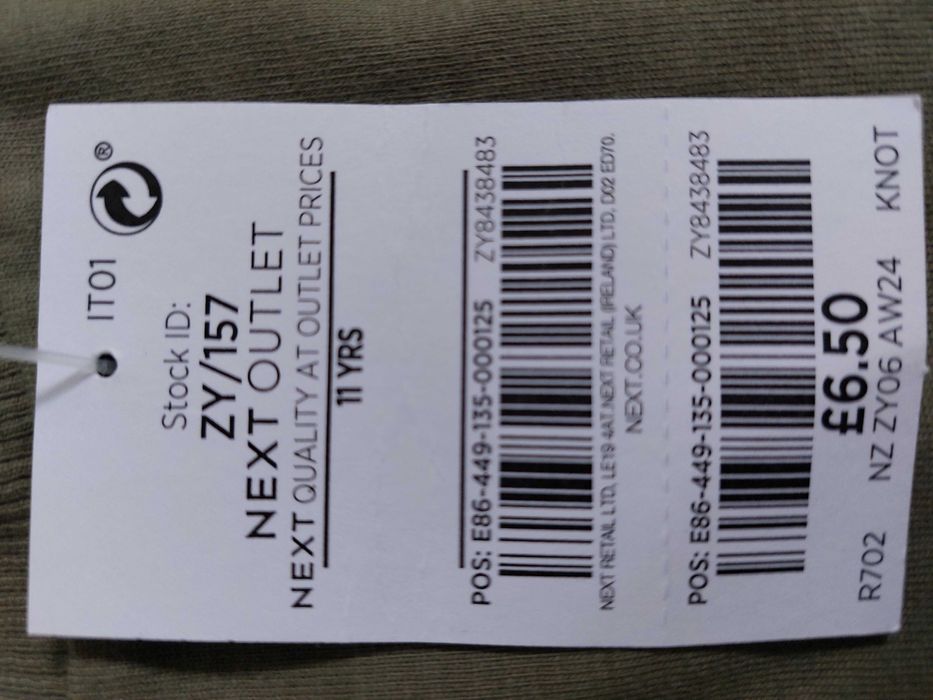 IT01 ®
Stock ID:
ZY/157
NEXT OUTLET
NEXT QUALITY AT OUTLET PRICES
11 YRS
POS: E86-449-135-000125 ZY8438483
NEXT RETAIL LTD, LE19 4AT.NEXT RETAIL (IRELAND) LTD, D02 ED70.
NEXT.CO.UK
POS: E86-449-135-000125 ZY8438483
£6.50
R702 NZ ZY06 AW24 KNOT